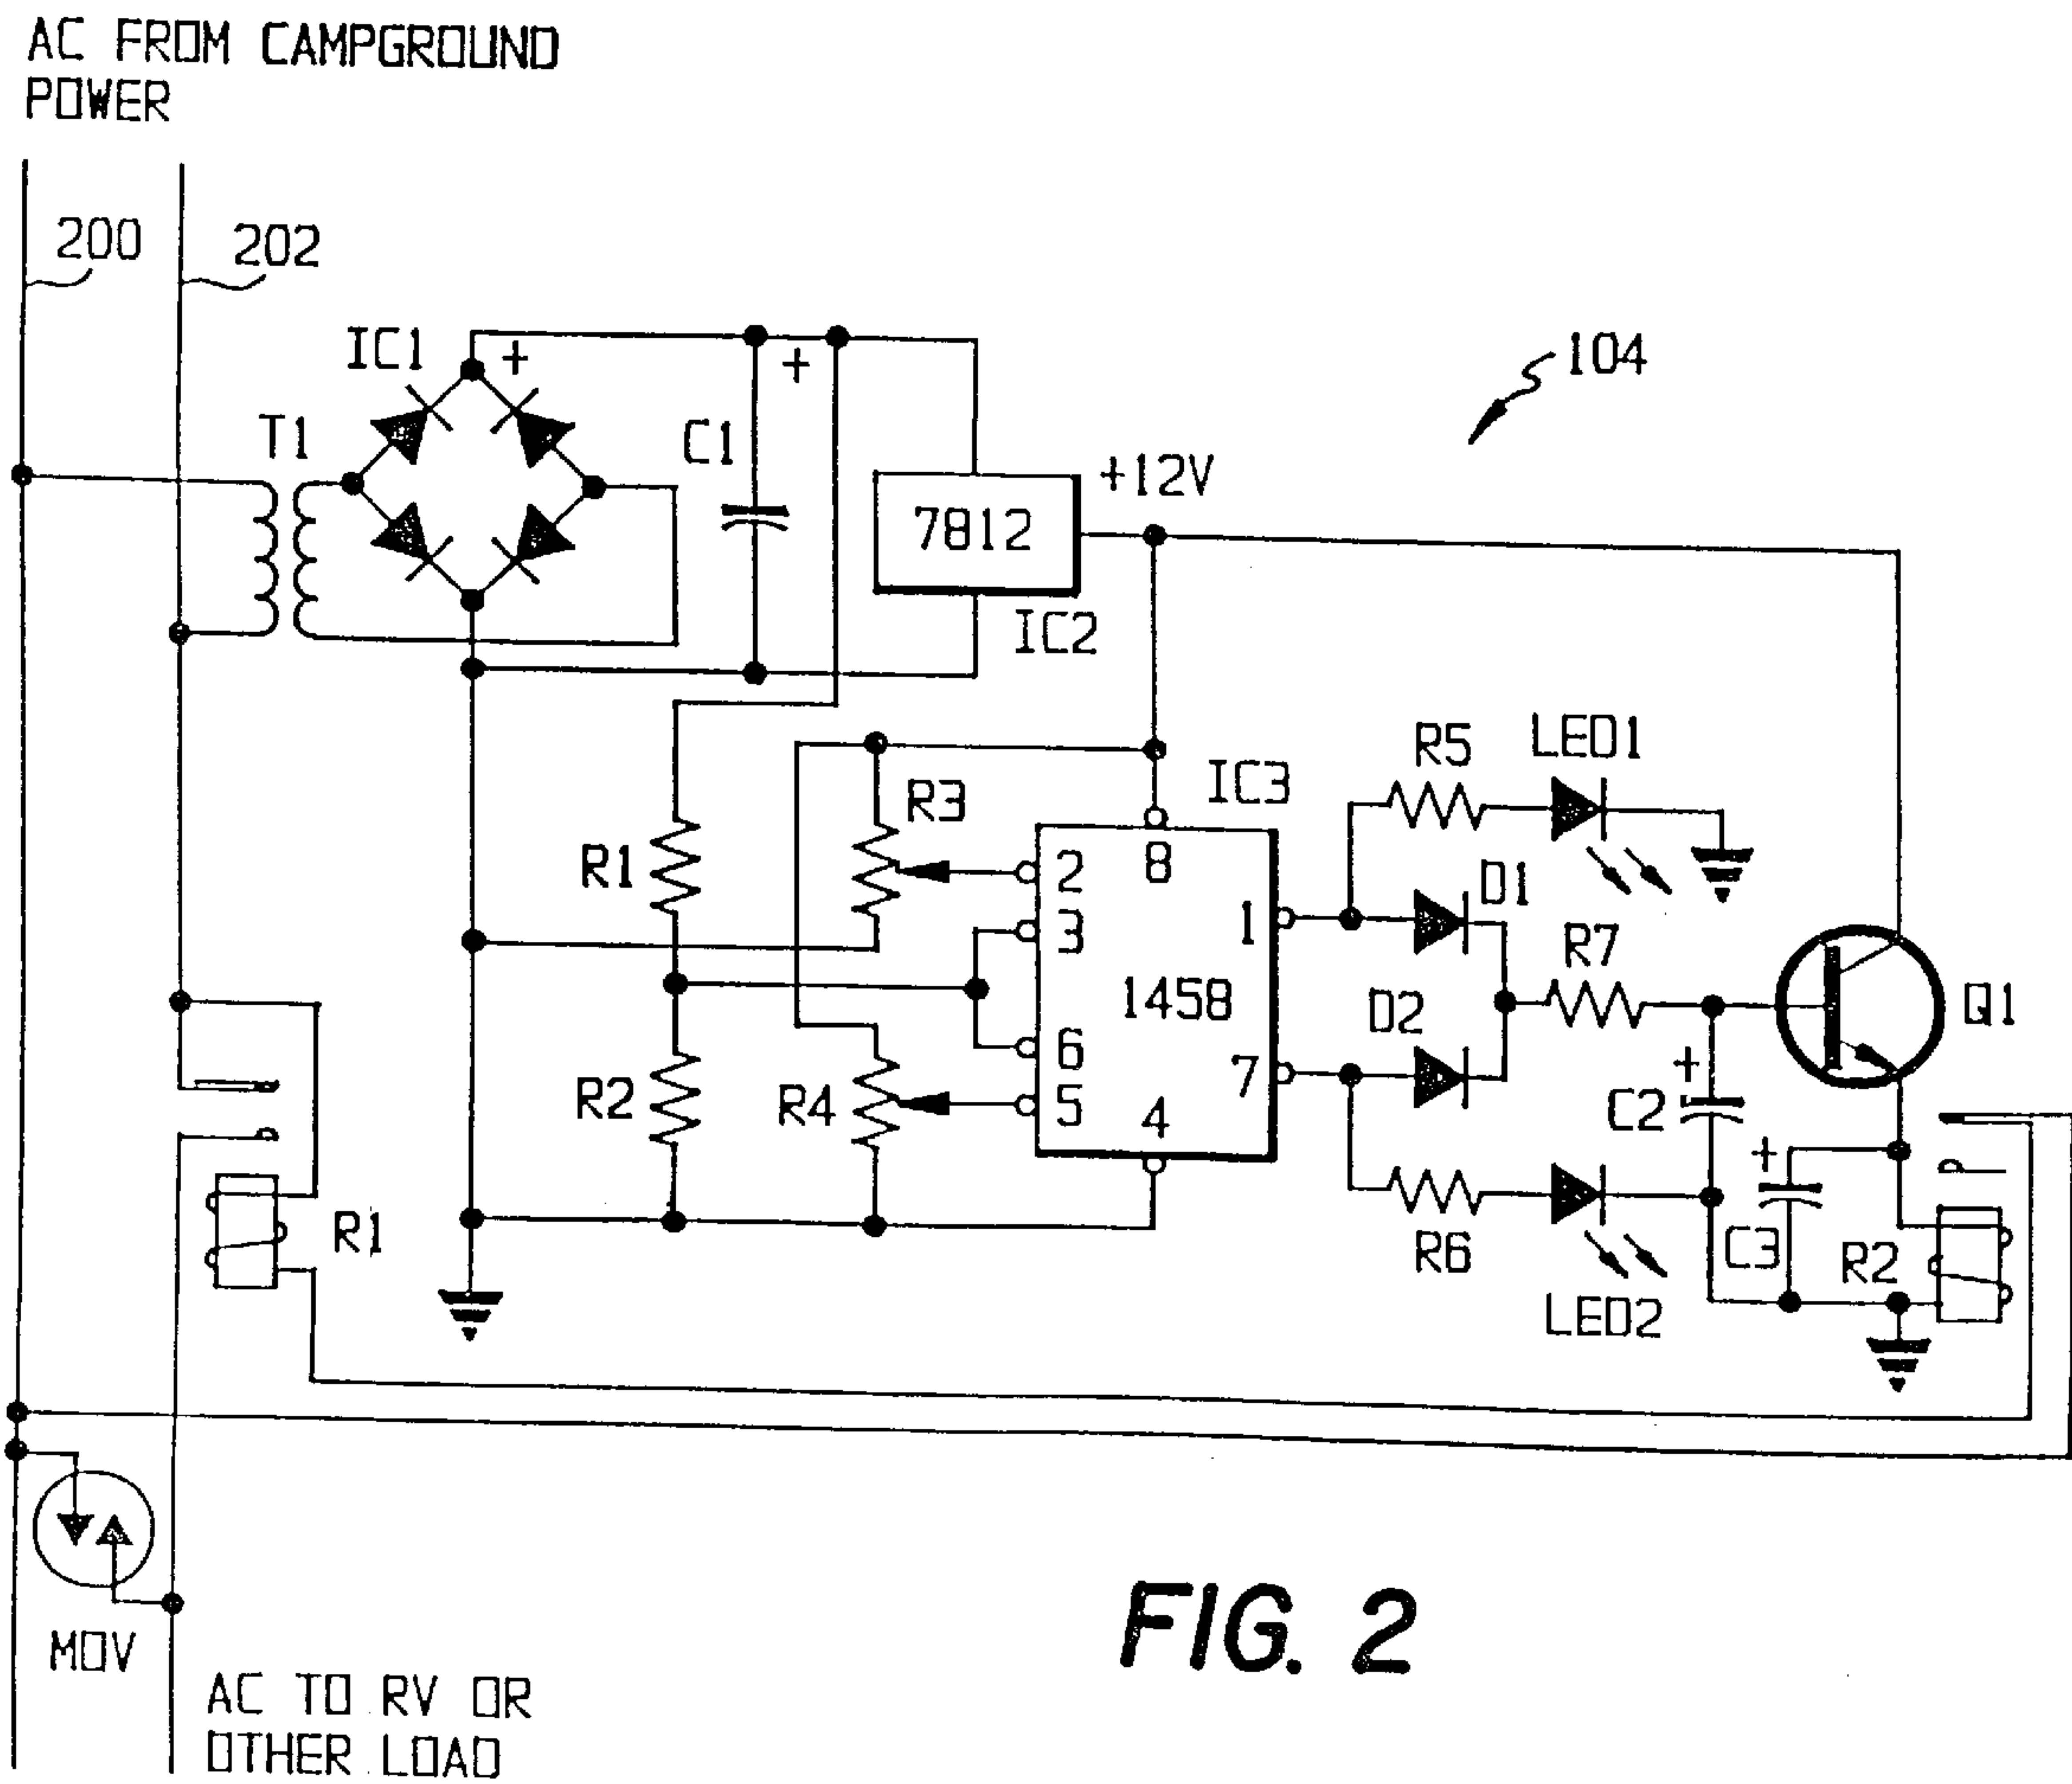 AC FROM CAMPGROUND
POWER
200
202
IC1
+
+
104
T1
C1
+12V
7812
IC2
R5
LED1
IC3
R3
R1
2
8
D1
3
1
R7
1458
D2
Q1
6
7
+
R2
R4
5
4
C2
+
R1
R6
C3
R2
LED2
MOV
FIG. 2
AC TO RV OR
OTHER LOAD